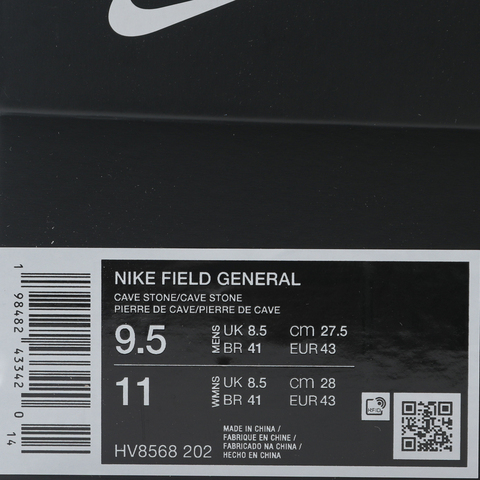 NIKE FIELD GENERAL
CAVE STONE/CAVE STONE
PIERRE DE CAVE/PIERRE DE CAVE
9.5 MENS UK 8.5 cm 27.5
BR 41 EUR 43
11 WMNS UK 8.5 cm 28
BR 41 EUR 43
HV8568 202
MADE IN CHINA /
FABRIQUE EN CHINE /
FABRICADO NA CHINA /
HECHO EN CHINA
1 98482 43342 0 14